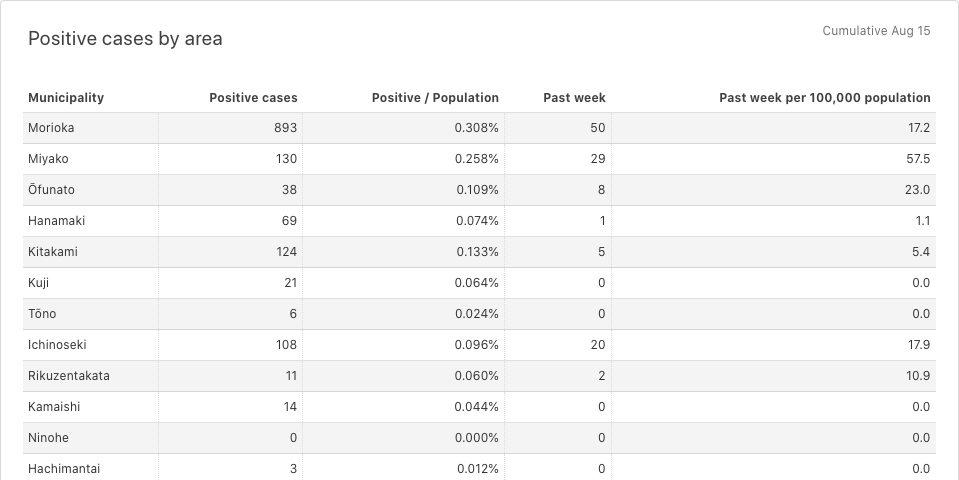 Positive cases by area
Cumulative Aug 15
Municipality Positive cases Positive / Population Past week Past week per 100,000 population
Morioka 893 0.308% 50 17.2
Miyako 130 0.258% 29 57.5
Ōfunato 38 0.109% 8 23.0
Hanamaki 69 0.074% 1 1.1
Kitakami 124 0.133% 5 5.4
Kuji 21 0.064% 0 0.0
Tōno 6 0.024% 0 0.0
Ichinoseki 108 0.096% 20 17.9
Rikuzentakata 11 0.060% 2 10.9
Kamaishi 14 0.044% 0 0.0
Ninohe 0 0.000% 0 0.0
Hachimantai 3 0.012% 0 0.0